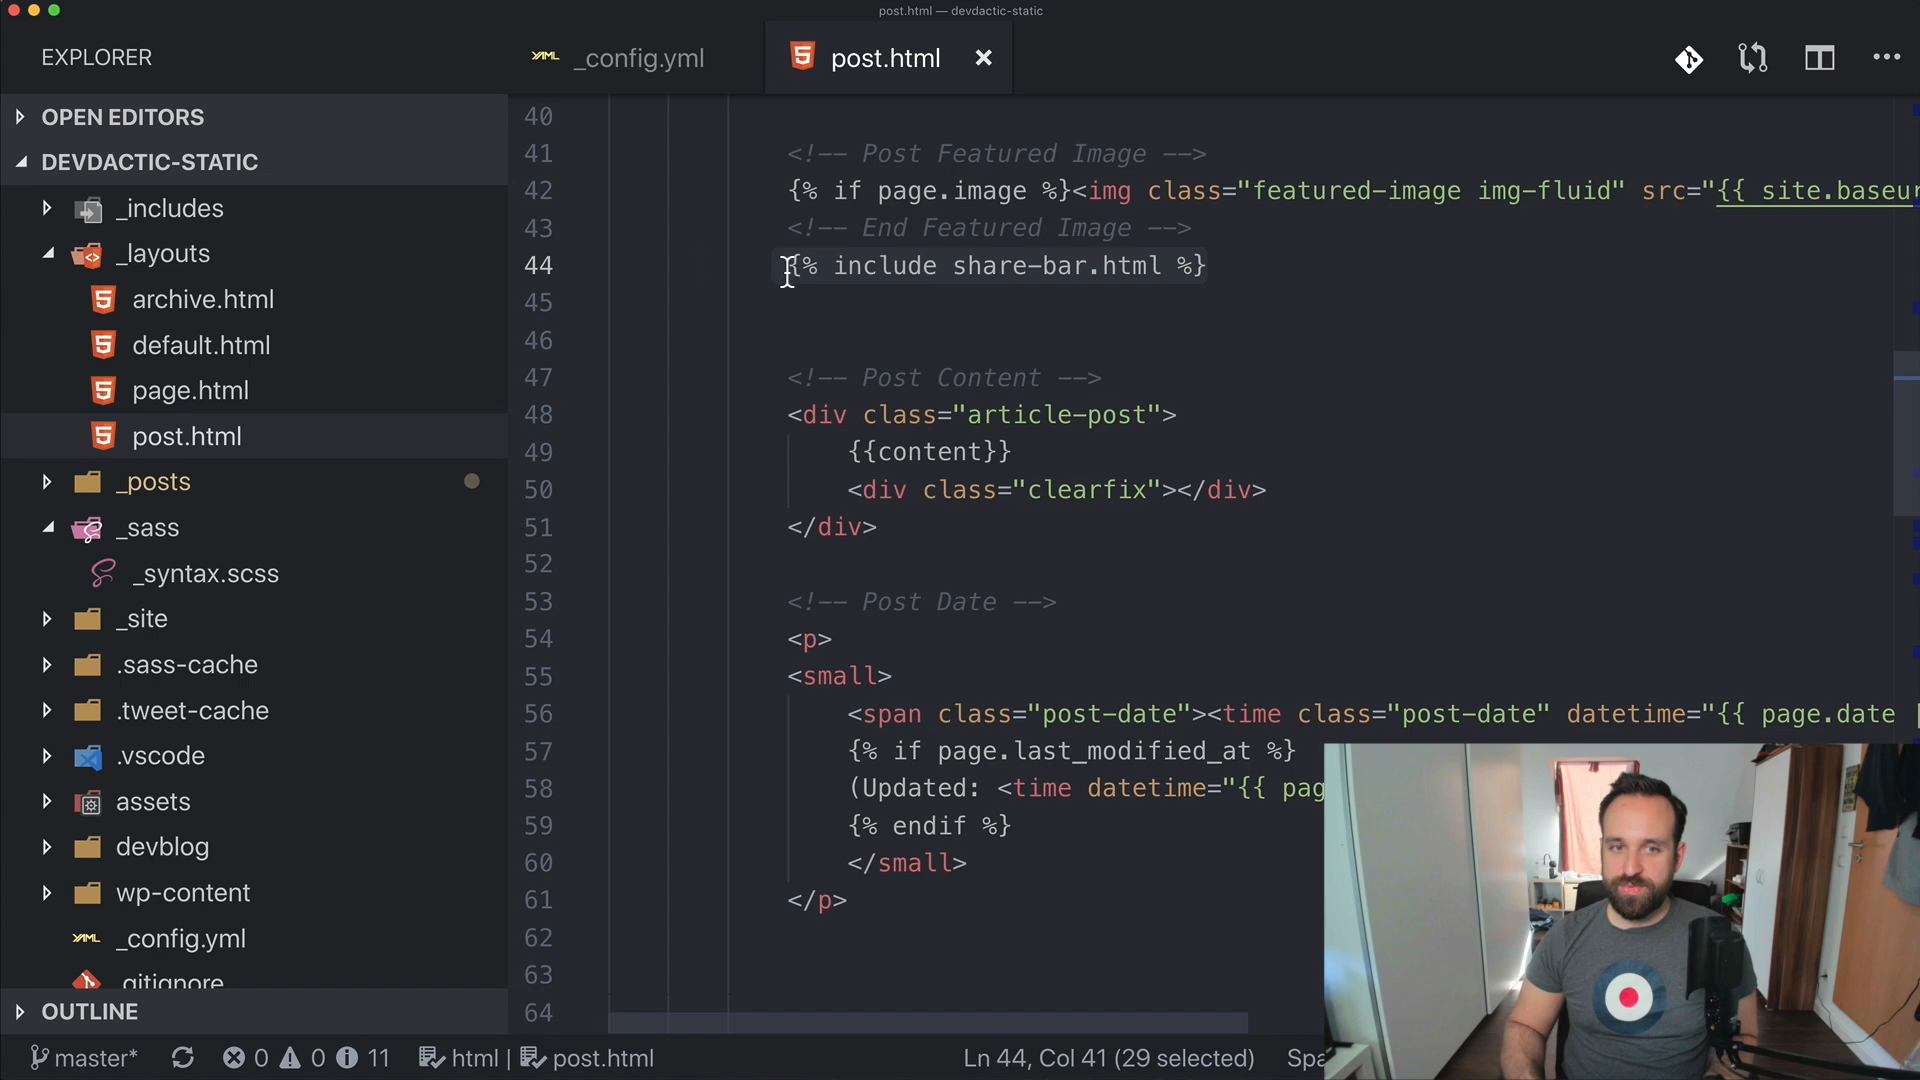 post.html — devdactic-static
EXPLORER
YAML _config.yml
5 post.html ×
OPEN EDITORS
DEVDACTIC-STATIC
_includes
_layouts
archive.html
default.html
page.html
post.html
_posts
_sass
_syntax.scss
_site
.sass-cache
.tweet-cache
.vscode
assets
devblog
wp-content
YAML _config.yml
.gitignore
OUTLINE
40
41 <!-- Post Featured Image -->
42 {% if page.image %}<img class="featured-image img-fluid" src="{{ site.baseur
43 <!-- End Featured Image -->
44 {% include share-bar.html %}
45
46
47 <!-- Post Content -->
48 <div class="article-post">
49 {{content}}
50 <div class="clearfix"></div>
51 </div>
52
53 <!-- Post Date -->
54 <p>
55 <small>
56 <span class="post-date"><time class="post-date" datetime="{{ page.date |
57 {% if page.last_modified_at %}
58 (Updated: <time datetime="{{ pag
59 {% endif %}
60 </small>
61 </p>
62
63
64
master* 0 0 11 html | post.html Ln 44, Col 41 (29 selected) Spa